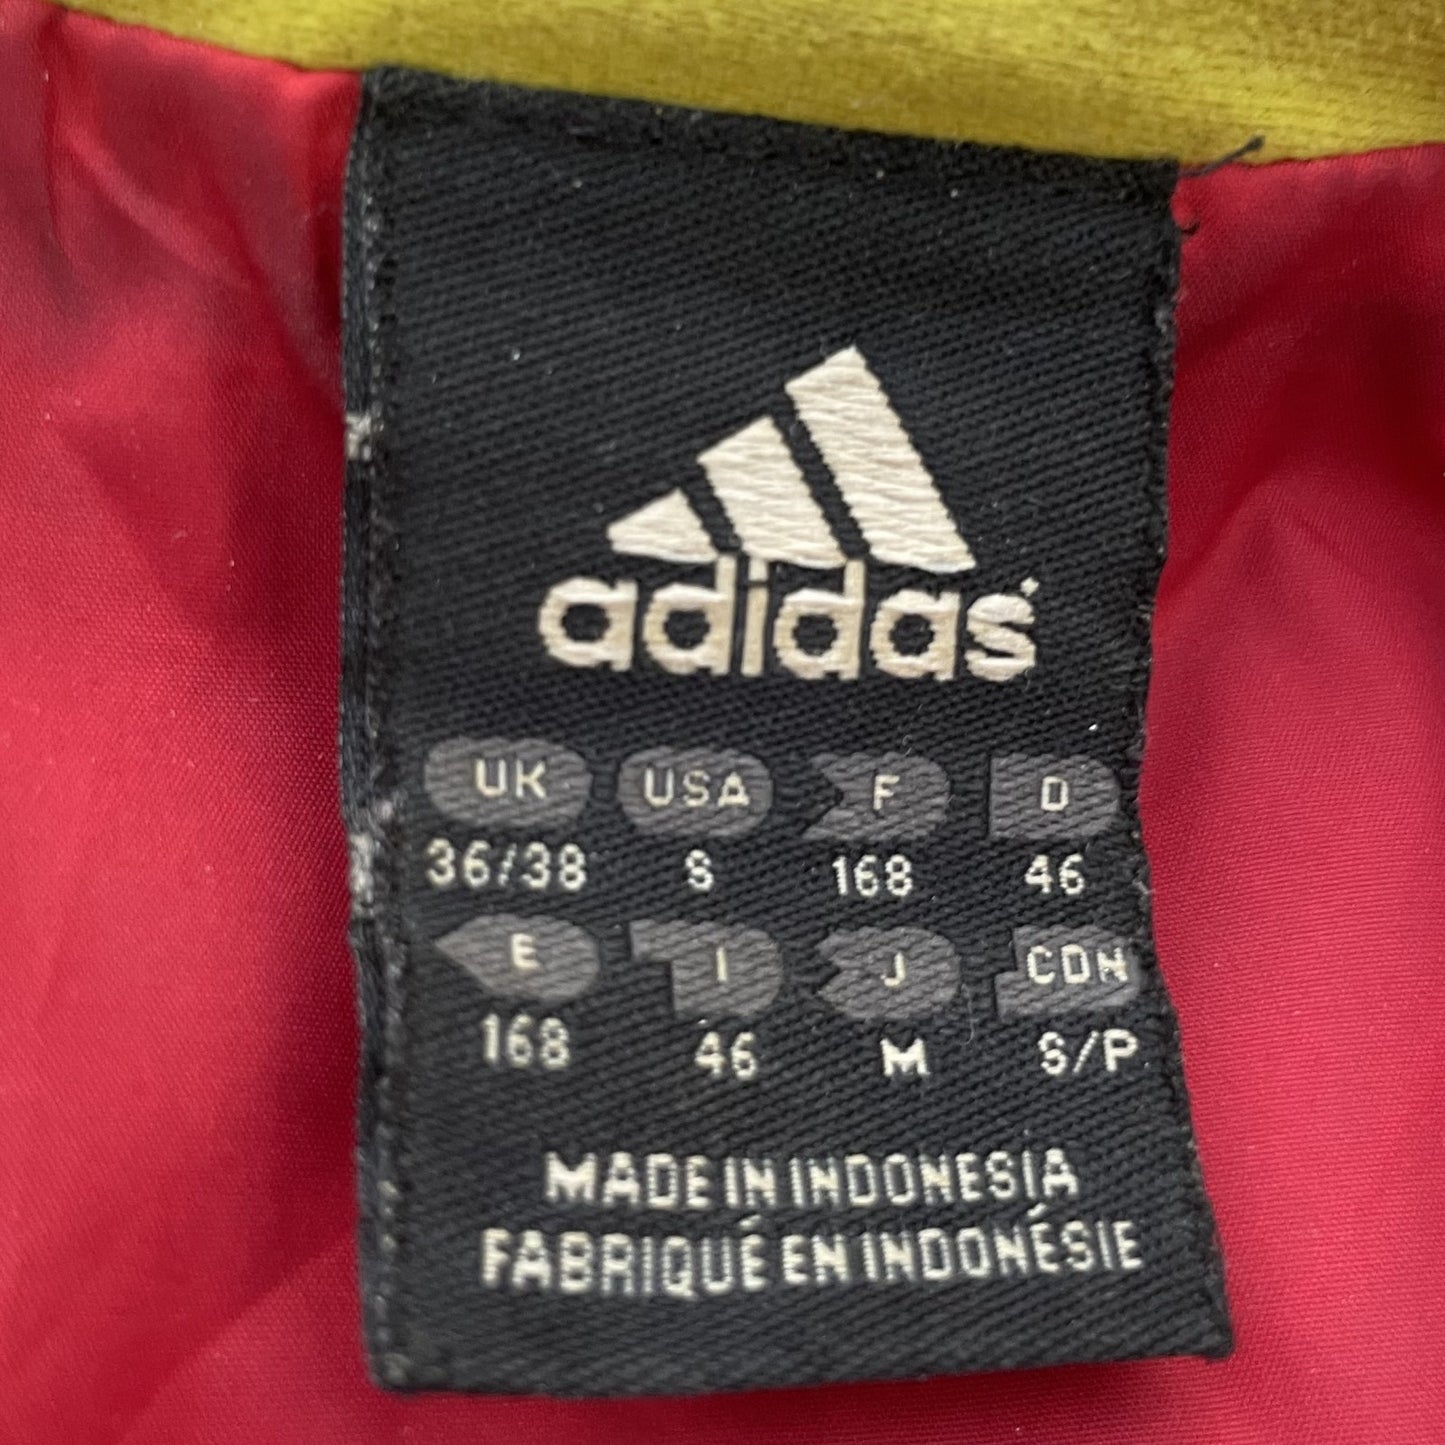 adidas
UK USA F D
36/38 S 168 46
E I J CDN
168 46 M S/P
MADE IN INDONESIA
FABRIQUÉ EN INDONÉSIE